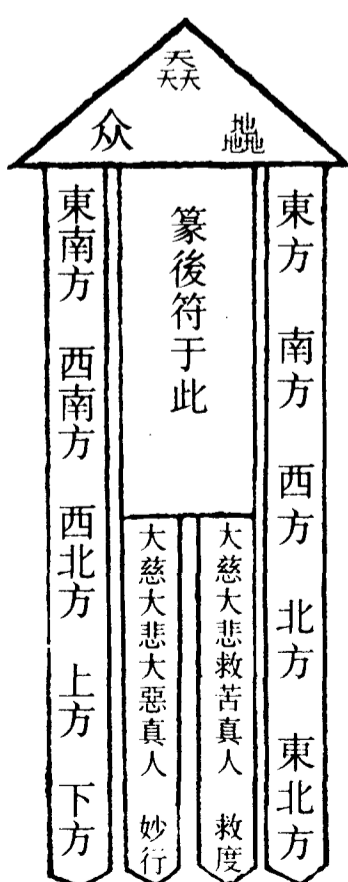 天天天
众 地地地
東方 南方 西方 北方 東北方
篆後符于此
大慈大悲救苦真人 救度
大慈大悲大惡真人 妙行
東南方 西南方 西北方 上方 下方